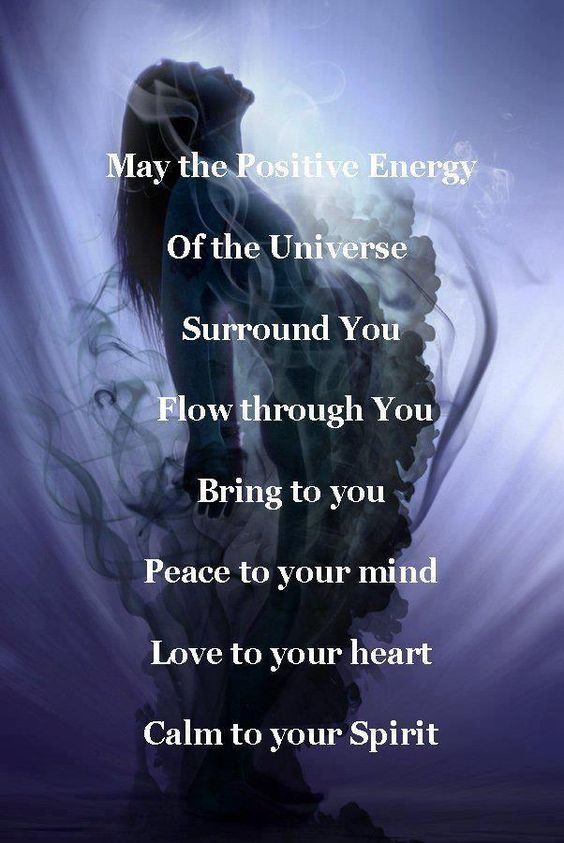 May the Positive Energy
Of the Universe
Surround You
Flow through You
Bring to you
Peace to your mind
Love to your heart
Calm to your Spirit